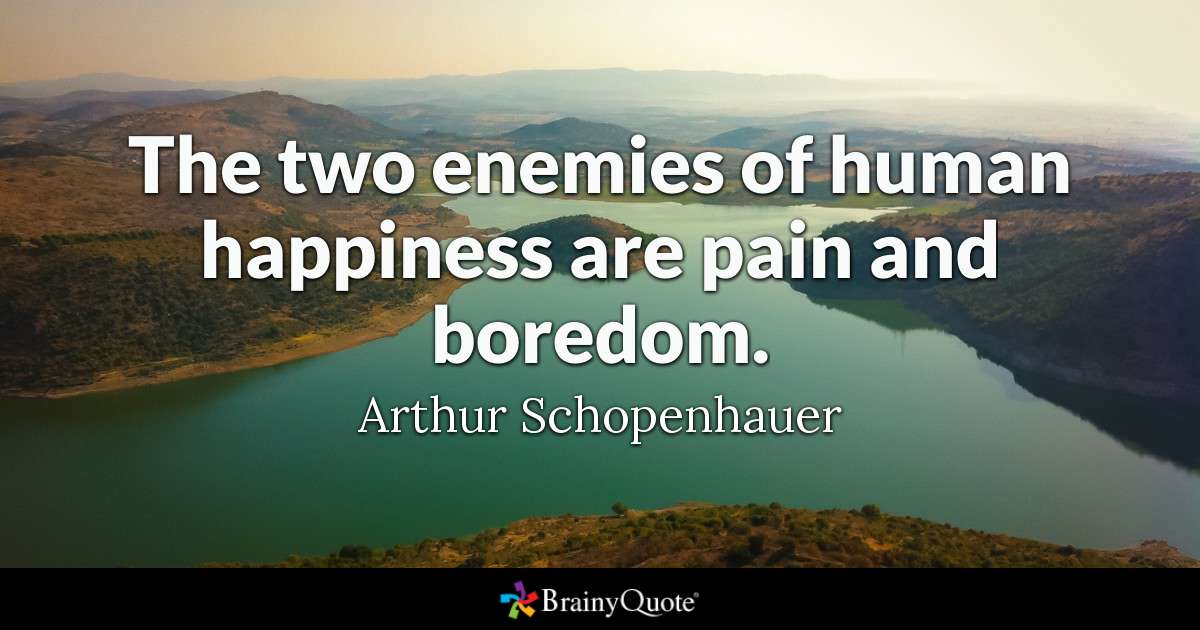 The two enemies of human
happiness are pain and
boredom.
Arthur Schopenhauer
BrainyQuote®